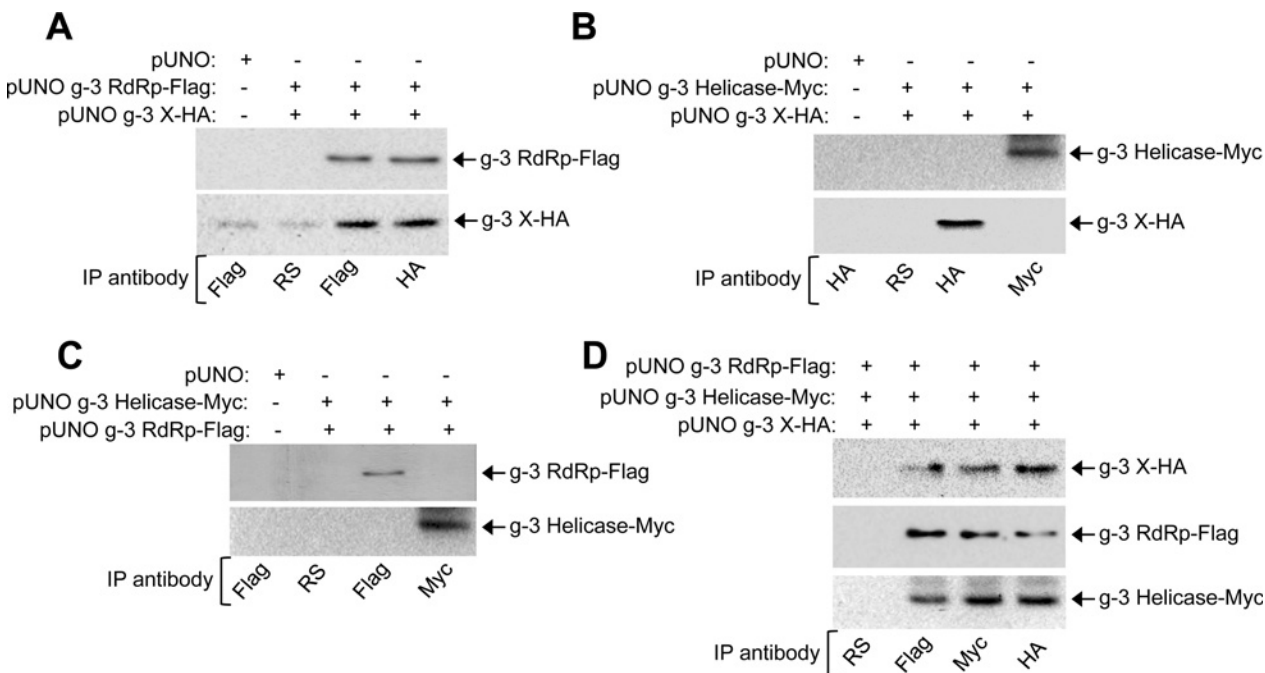 A
pUNO: + - - -
pUNO g-3 RdRp-Flag: - + + +
pUNO g-3 X-HA: - + + +
g-3 RdRp-Flag
g-3 X-HA
IP antibody
Flag RS Flag HA
B
pUNO: + - - -
pUNO g-3 Helicase-Myc: - + + +
pUNO g-3 X-HA: - + + +
g-3 Helicase-Myc
g-3 X-HA
IP antibody
HA RS HA Myc
C
pUNO: + - - -
pUNO g-3 Helicase-Myc: - + + +
pUNO g-3 RdRp-Flag: - + + +
g-3 RdRp-Flag
g-3 Helicase-Myc
IP antibody
Flag RS Flag Myc
D
pUNO g-3 RdRp-Flag: + + + +
pUNO g-3 Helicase-Myc: + + + +
pUNO g-3 X-HA: + + + +
g-3 X-HA
g-3 RdRp-Flag
g-3 Helicase-Myc
IP antibody
RS Flag Myc HA